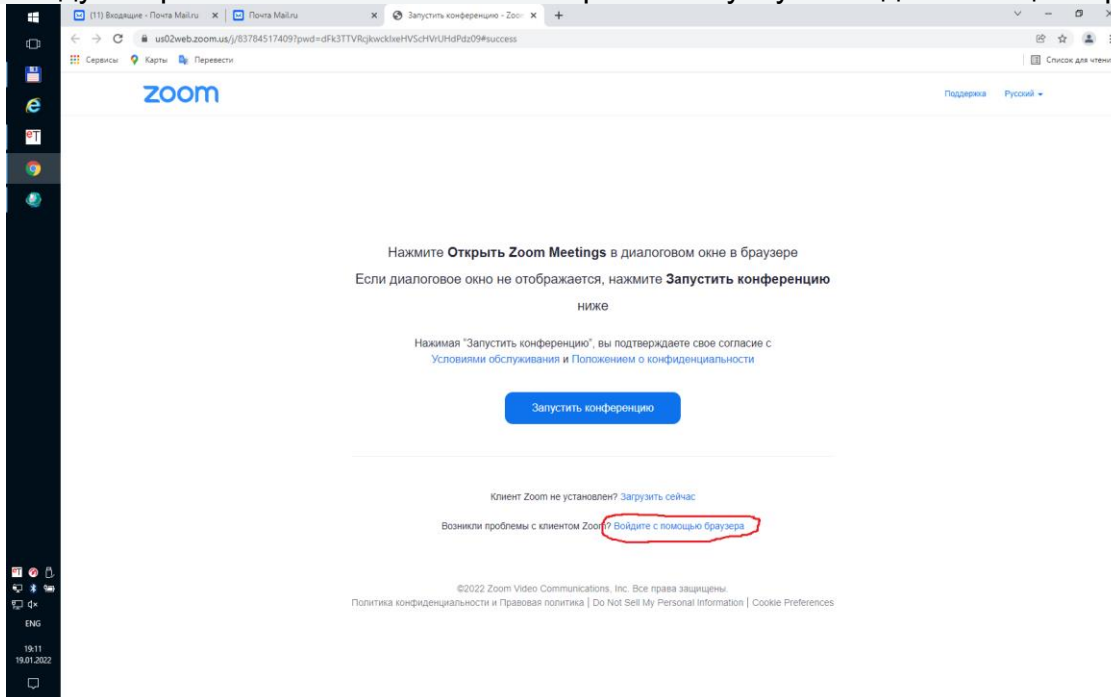 (11) Входящие - Почта Mail.ru
Почта Mail.ru
Запустить конференцию - Zoo
us02web.zoom.us/j/83784517409?pwd=dFk3TTVRcjkwcklxeHVScHVrUHdPdz09#success
Сервисы Карты Перевести
Список для чтени
zoom
Поддержка Русский
Нажмите Открыть Zoom Meetings в диалоговом окне в браузере
Если диалоговое окно не отображается, нажмите Запустить конференцию
ниже
Нажимая "Запустить конференцию", вы подтверждаете свое согласие с
Условиями обслуживания и Положением о конфиденциальности
Запустить конференцию
Клиент Zoom не установлен? Загрузить сейчас
Возникли проблемы с клиентом Zoom? Войдите с помощью браузера
©2022 Zoom Video Communications, Inc. Все права защищены.
Политика конфиденциальности и Правовая политика | Do Not Sell My Personal Information | Cookie Preferences
ENG
19:11
19.01.2022